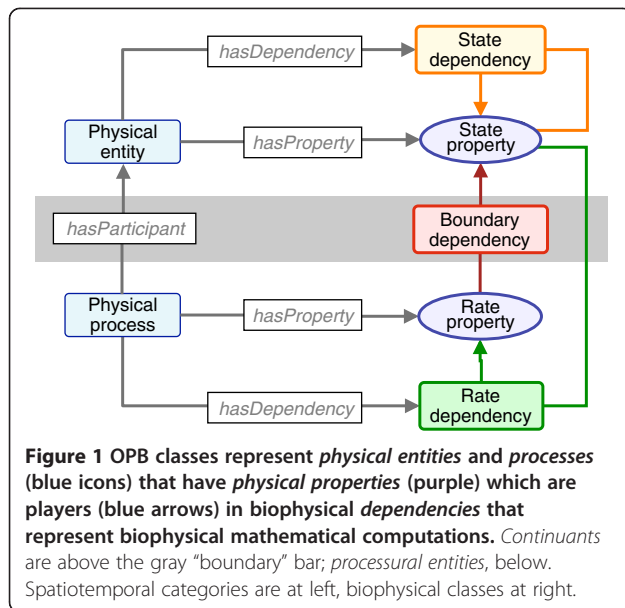 hasDependency
State
dependency
Physical
entity
hasProperty
State
property
hasParticipant
Boundary
dependency
Physical
process
hasProperty
Rate
property
hasDependency
Rate
dependency
Figure 1 OPB classes represent physical entities and processes
(blue icons) that have physical properties (purple) which are
players (blue arrows) in biophysical dependencies that
represent biophysical mathematical computations. Continuants
are above the gray “boundary” bar; processural entities, below.
Spatiotemporal categories are at left, biophysical classes at right.